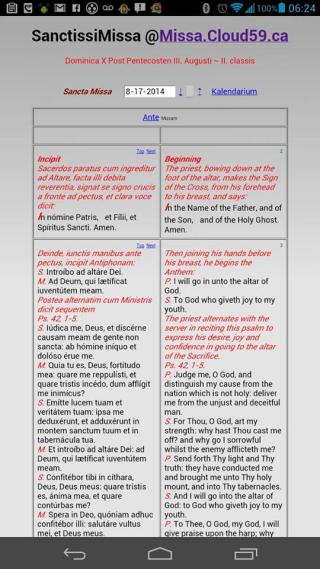 06:24
SanctissiMissa @Missa.Cloud59.ca
Dominica X Post Pentecosten III. Augusti ~ II. classis
Sancta Missa 8-17-2014 ↓ ↑ Kalendarium
Ante Missam
Top Next
Incipit
Sacerdos paratus cum ingreditur
ad Altare, facta illi debita
reverentia, signat se signo crucis
a fronte ad pectus, et clara voce
dicit:
In nómine Patris, et Fílii, et
Spíritus Sancti. Amen.
2
Beginning
The priest, bowing down at the
foot of the altar, makes the Sign
of the Cross, from his forehead
to his breast, and says:
In the Name of the Father, and of
the Son, and of the Holy Ghost.
Amen.
Top Next
Deinde, iunctis manibus ante
pectus, incipit Antiphonam:
S. Introíbo ad altáre Dei.
M. Ad Deum, qui lætíficat
iuventútem meam.
Postea alternatim cum Ministris
dicit sequentem
Ps. 42, 1-5.
S. Iúdica me, Deus, et discérne
causam meam de gente non
sancta: ab hómine iníquo et
dolóso érue me.
M. Quia tu es, Deus, fortitudo
mea: quare me repulísti, et
quare tristis incédo, dum afflígit
me inimícus?
S. Emítte lucem tuam et
veritátem tuam: ipsa me
deduxérunt, et adduxérunt in
montem sanctum tuum et in
tabernácula tua.
M. Et introíbo ad altáre Dei: ad
Deum, qui lætíficat iuventútem
meam.
S. Confitébor tibi in cíthara,
Deus, Deus meus: quare tristis
es, ánima mea, et quare
contúrbas me?
M. Spera in Deo, quóniam adhuc
confitébor illi: salutáre vultus
mei, et Deus meus.
3
Then joining his hands before
his breast, he begins the
Anthem:
P. I will go in unto the altar of
God.
S. To God who giveth joy to my
youth.
The priest alternates with the
server in reciting this psalm to
express his desire, joy and
confidence in going to the altar
of the Sacrifice.
Ps. 42, 1-5.
P. Judge me, O God, and
distinguish my cause from the
nation which is not holy: deliver
me from the unjust and deceitful
man.
S. For Thou, O God, art my
strength: why hast Thou cast me
off? and why go I sorrowful
whilst the enemy afflicteth me?
P. Send forth Thy light and Thy
truth: they have conducted me
and brought me unto Thy holy
mount, and into Thy tabernacles.
S. And I will go into the altar of
God: to God Who giveth joy to
my youth.
P. To Thee, O God, my God, I will
give praise upon the harp; why